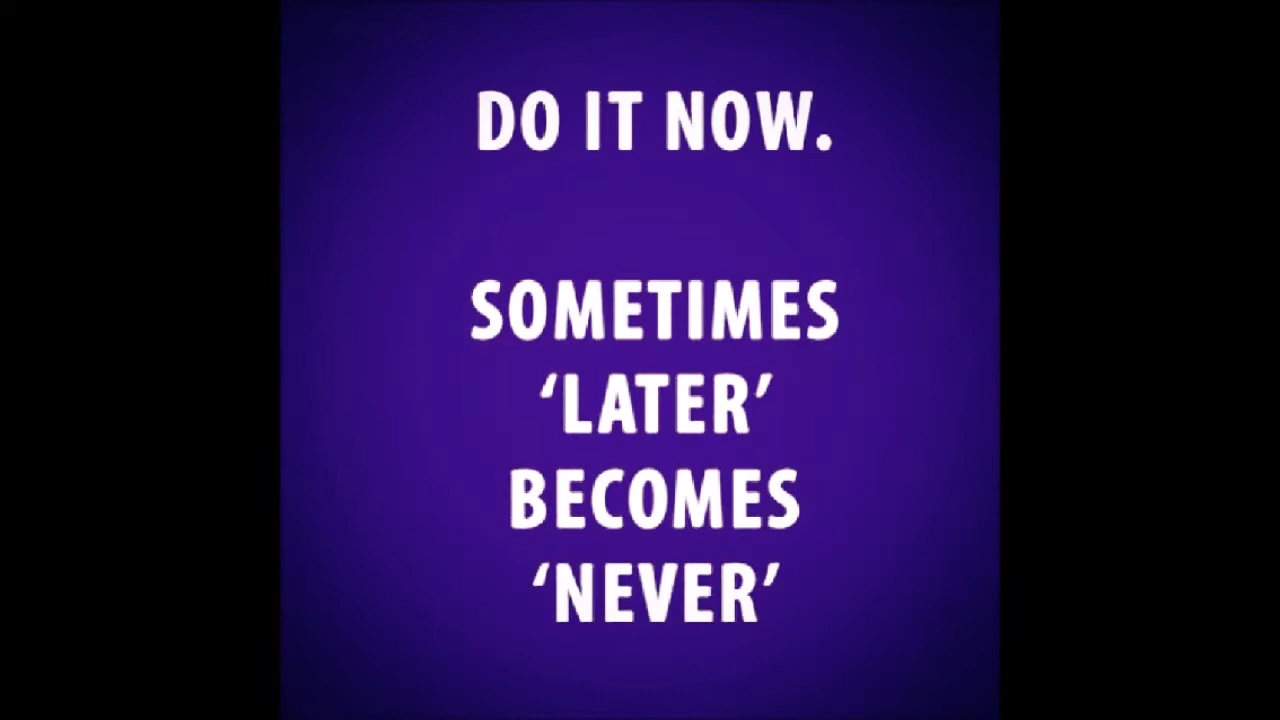 DO IT NOW.
SOMETIMES
‘LATER’
BECOMES
‘NEVER’